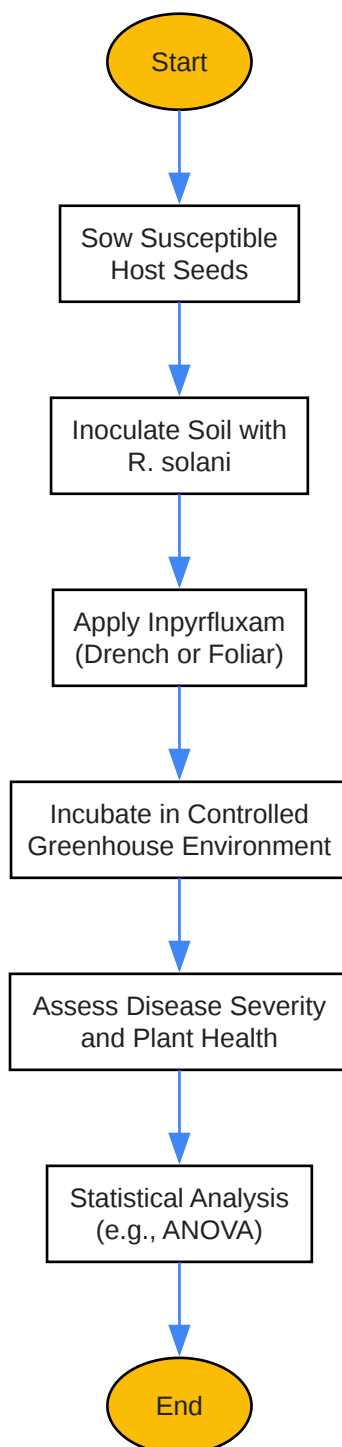 Start
Sow Susceptible
Host Seeds
Inoculate Soil with
R. solani
Apply Inpyrfluxam
(Drench or Foliar)
Incubate in Controlled
Greenhouse Environment
Assess Disease Severity
and Plant Health
Statistical Analysis
(e.g., ANOVA)
End